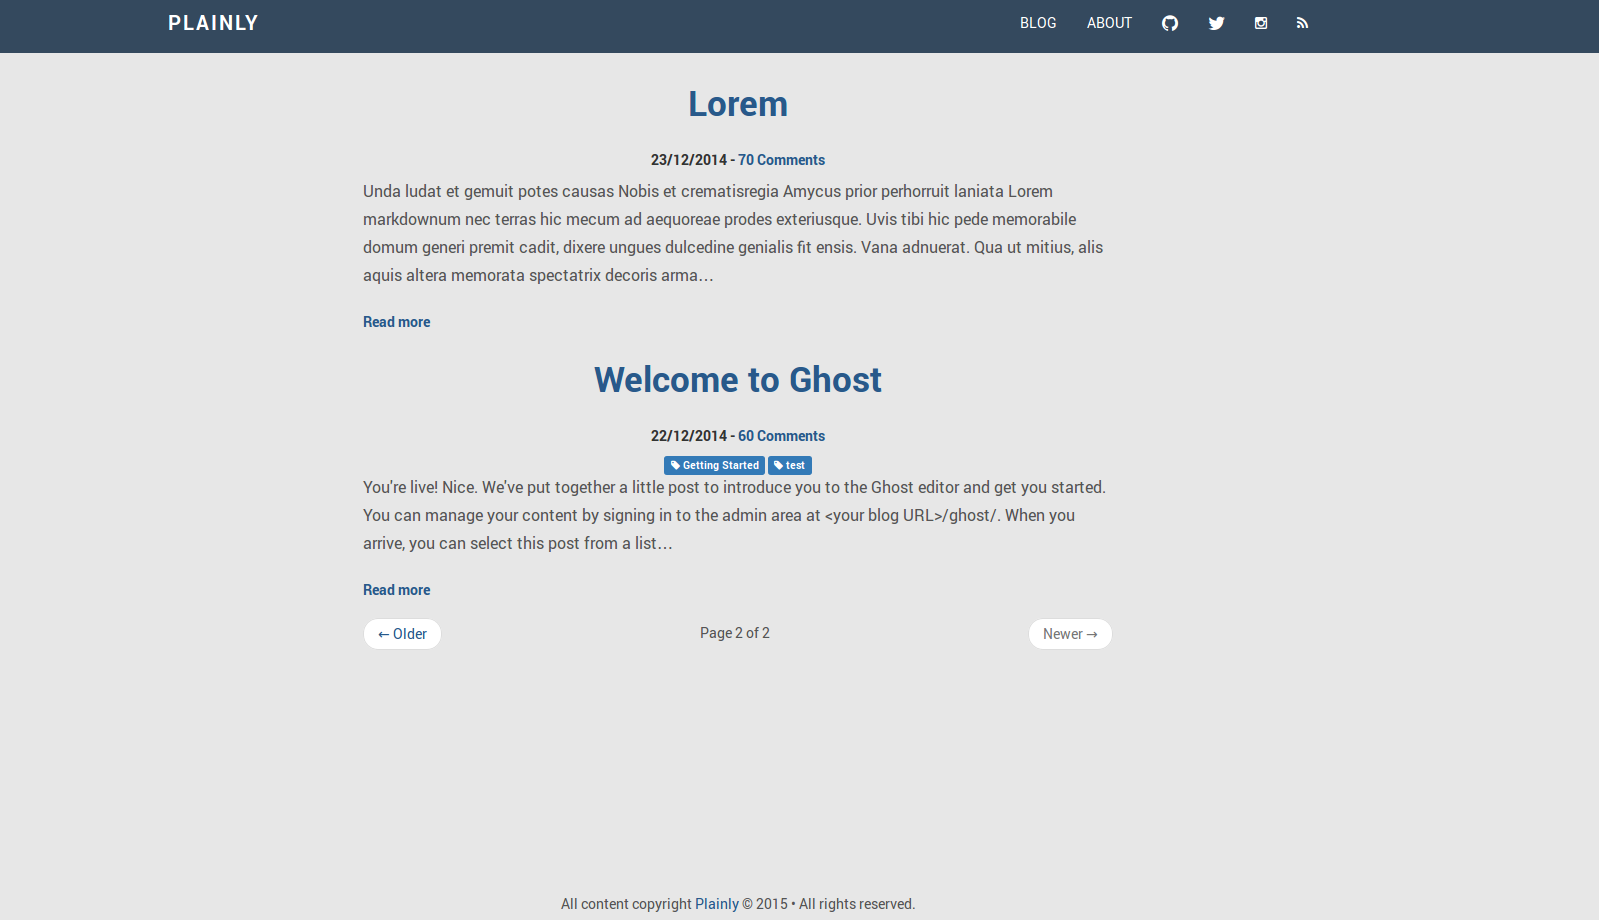 PLAINLY
BLOG ABOUT
Lorem
23/12/2014 - 70 Comments
Unda ludat et gemuit potes causas Nobis et crematisregia Amycus prior perhorruit laniata Lorem
markdownum nec terras hic mecum ad aequoreae prodes exteriusque. Uvis tibi hic pede memorabile
domum generi premit cadit, dixere ungues dulcedine genialis fit ensis. Vana adnuerat. Qua ut mitius, alis
aquis altera memorata spectatrix decoris arma…
Read more
Welcome to Ghost
22/12/2014 - 60 Comments
Getting Started test
You're live! Nice. We've put together a little post to introduce you to the Ghost editor and get you started.
You can manage your content by signing in to the admin area at <your blog URL>/ghost/. When you
arrive, you can select this post from a list…
Read more
← Older Page 2 of 2 Newer →
All content copyright Plainly © 2015 • All rights reserved.